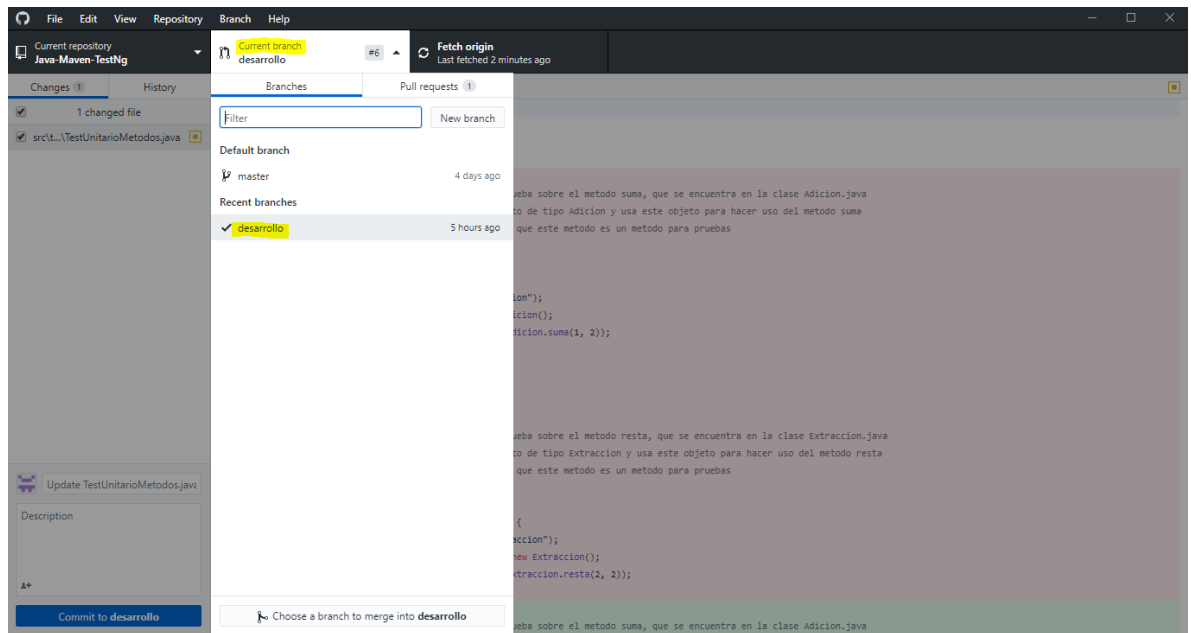 File Edit View Repository Branch Help
Current repository
Java-Maven-TestNg
Current branch
desarrollo
#6
Fetch origin
Last fetched 2 minutes ago
Changes 1
History
1 changed file
src\t...\TestUnitarioMetodos.java
Update TestUnitarioMetodos.java
Description
Commit to desarrollo
Branches
Pull requests 1
Filter
New branch
Default branch
master 4 days ago
Recent branches
desarrollo 5 hours ago
Choose a branch to merge into desarrollo
ueba sobre el metodo suma, que se encuentra en la clase Adicion.java
to de tipo Adicion y usa este objeto para hacer uso del metodo suma
que este metodo es un metodo para pruebas
ion");
icion();
dicion.suma(1, 2));
ueba sobre el metodo resta, que se encuentra en la clase Extraccion.java
to de tipo Extraccion y usa este objeto para hacer uso del metodo resta
que este metodo es un metodo para pruebas
{
accion");
new Extraccion();
xtraccion.resta(2, 2));
ueba sobre el metodo suma, que se encuentra en la clase Adicion.java